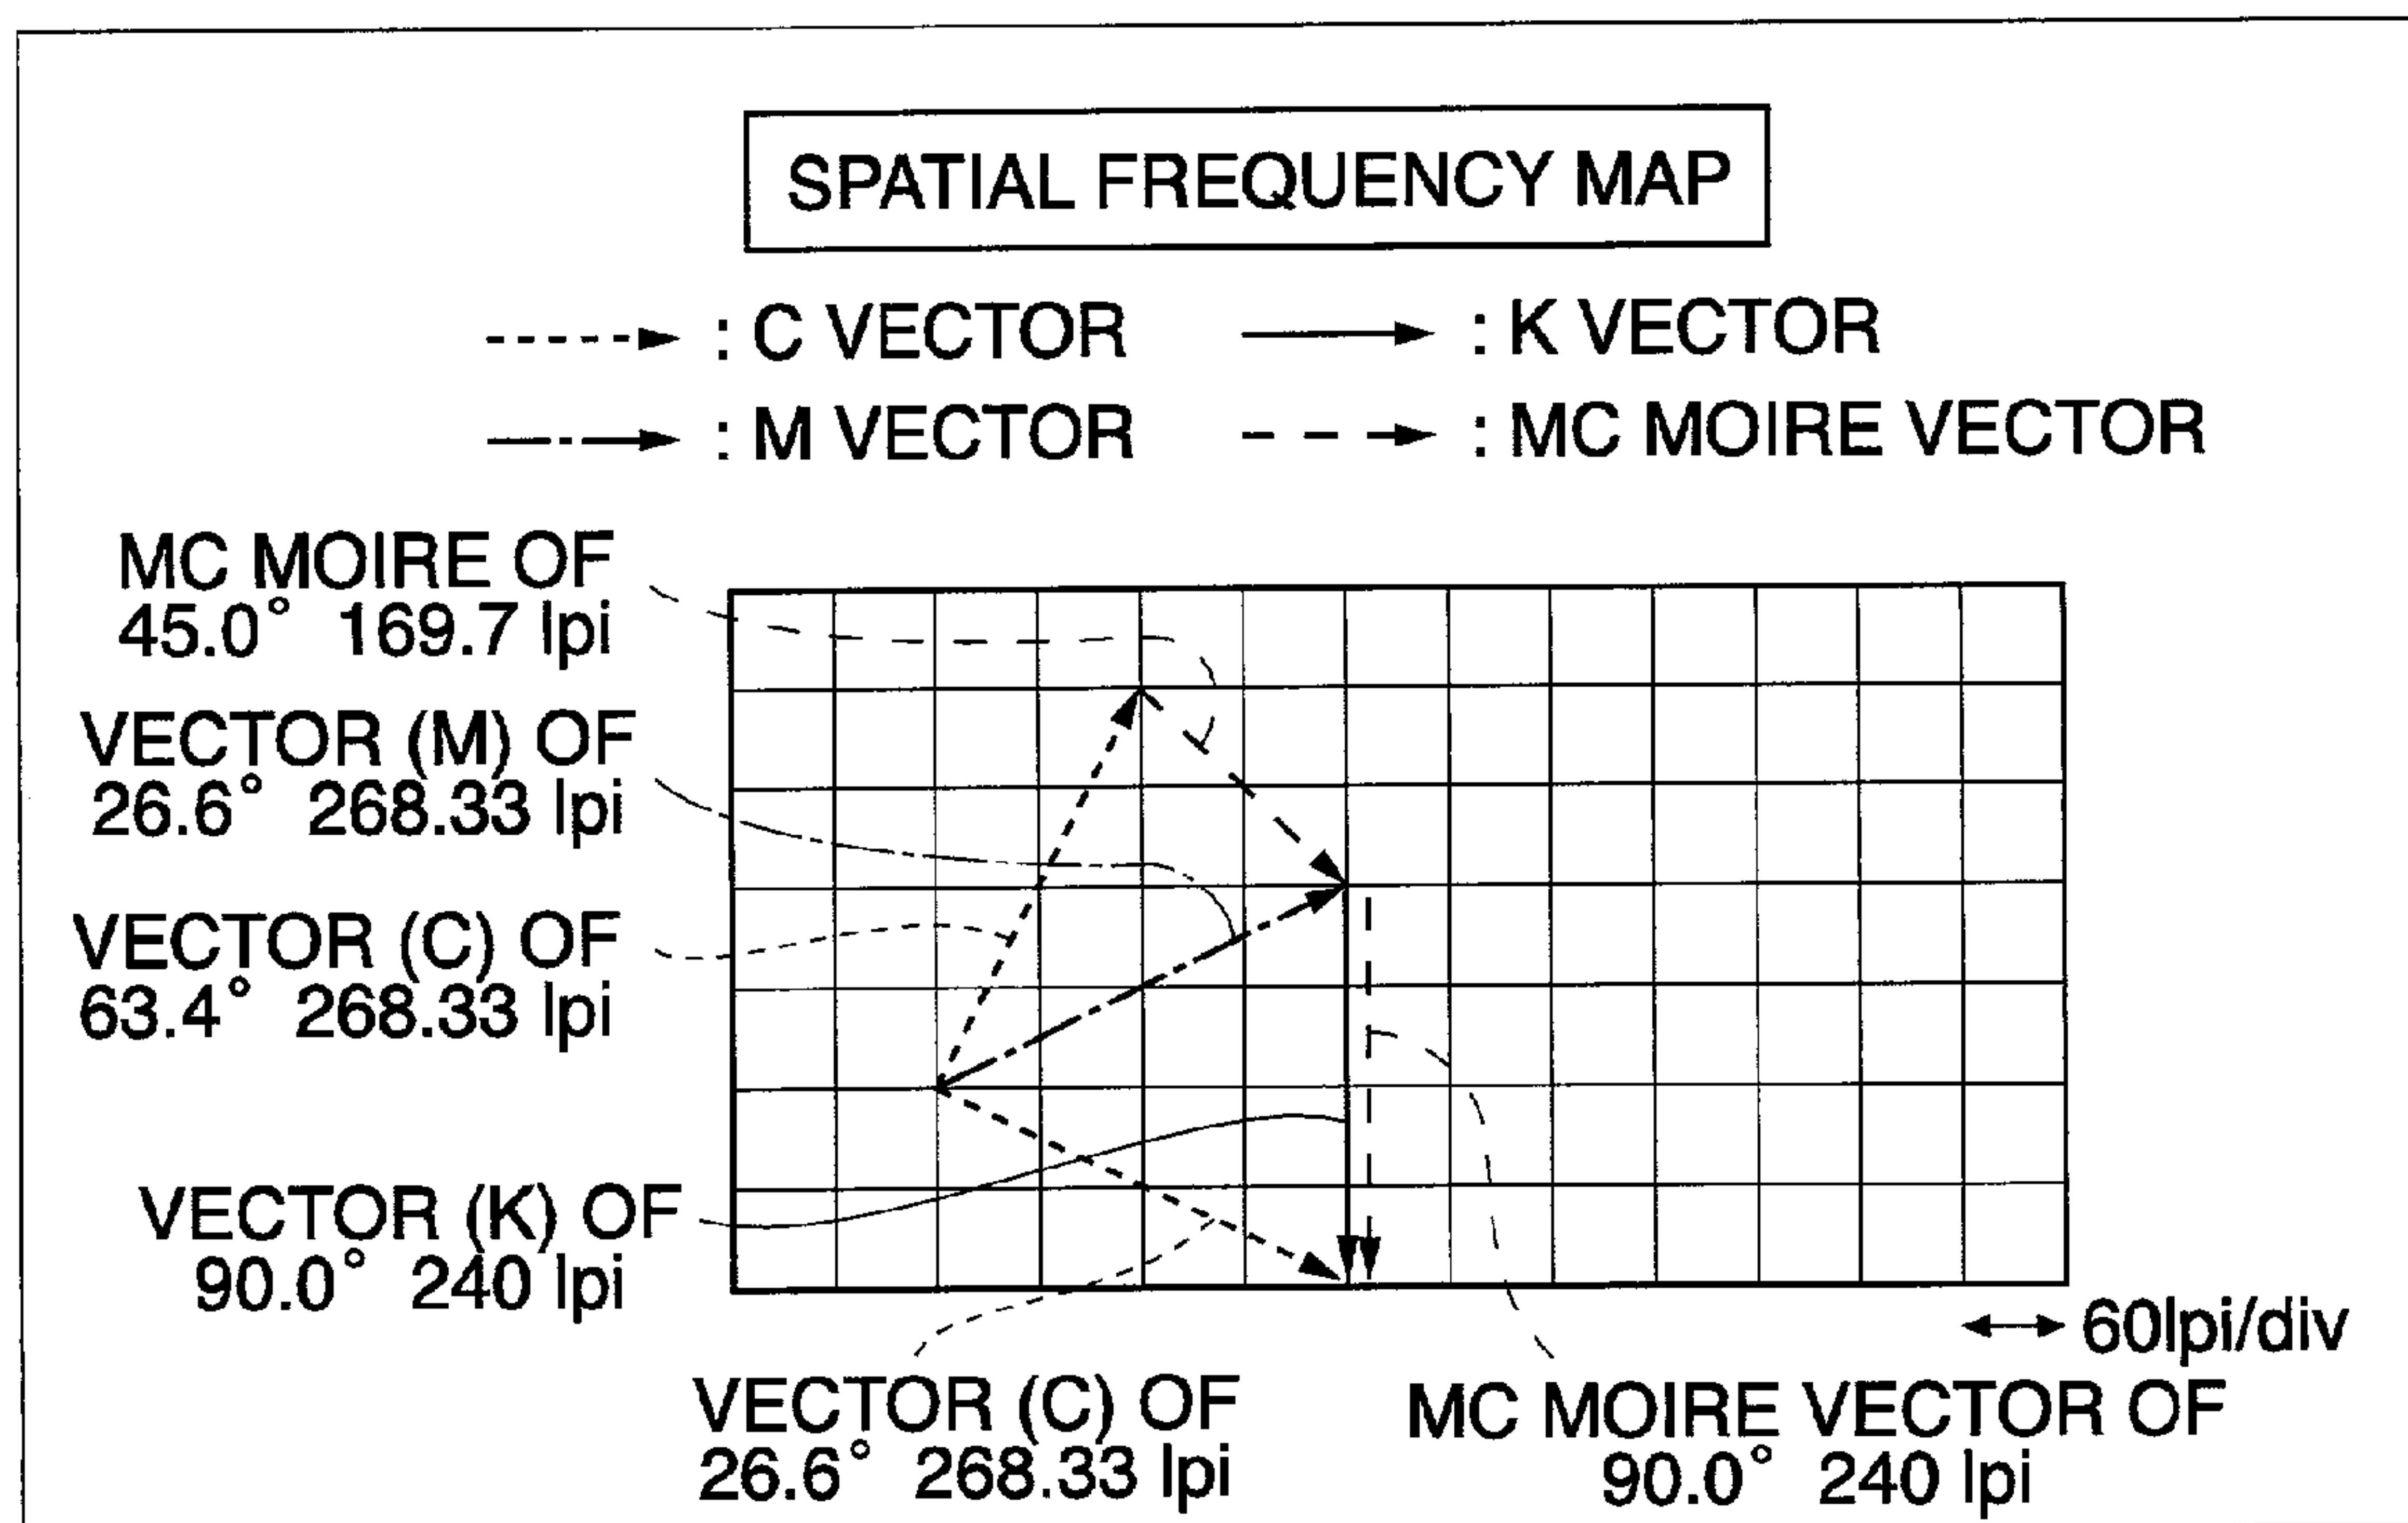 SPATIAL FREQUENCY MAP
: C VECTOR
: K VECTOR
: M VECTOR
: MC MOIRE VECTOR
MC MOIRE OF
45.0° 169.7 lpi
VECTOR (M) OF
26.6° 268.33 lpi
VECTOR (C) OF
63.4° 268.33 lpi
VECTOR (K) OF
90.0° 240 lpi
60lpi/div
VECTOR (C) OF
26.6° 268.33 lpi
MC MOIRE VECTOR OF
90.0° 240 lpi